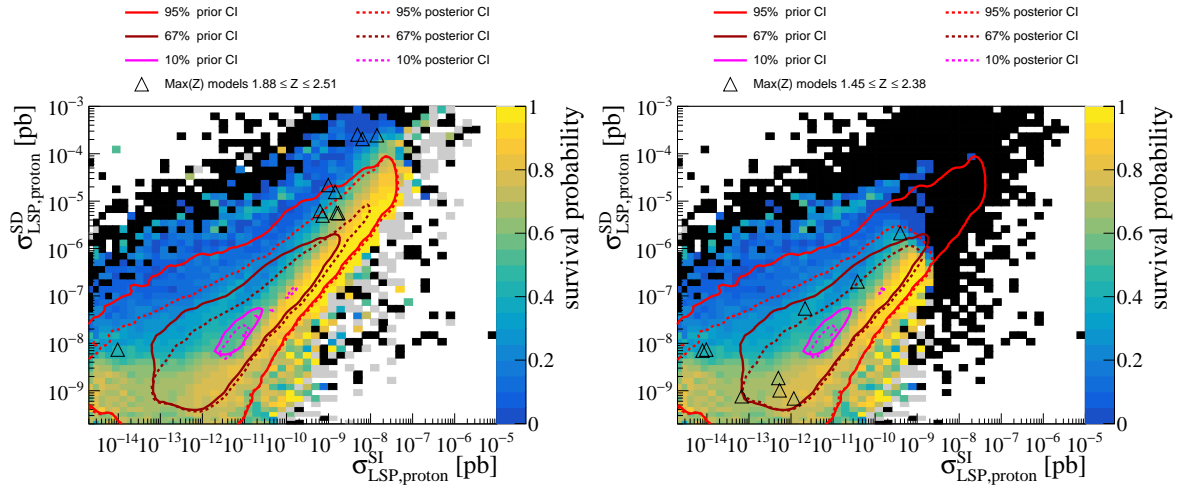 95% prior CI
95% posterior CI
67% prior CI
67% posterior CI
10% prior CI
10% posterior CI
Max(Z) models 1.88 ≤ Z ≤ 2.51
10⁻³
10⁻⁴
10⁻⁵
10⁻⁶
10⁻⁷
10⁻⁸
10⁻⁹
σ^SD_LSP,proton [pb]
10⁻¹⁴ 10⁻¹³ 10⁻¹² 10⁻¹¹ 10⁻¹⁰ 10⁻⁹ 10⁻⁸ 10⁻⁷ 10⁻⁶ 10⁻⁵
σ^SI_LSP,proton [pb]
1
0.8
0.6
0.4
0.2
0
survival probability
95% prior CI
95% posterior CI
67% prior CI
67% posterior CI
10% prior CI
10% posterior CI
Max(Z) models 1.45 ≤ Z ≤ 2.38
10⁻³
10⁻⁴
10⁻⁵
10⁻⁶
10⁻⁷
10⁻⁸
10⁻⁹
σ^SD_LSP,proton [pb]
10⁻¹⁴ 10⁻¹³ 10⁻¹² 10⁻¹¹ 10⁻¹⁰ 10⁻⁹ 10⁻⁸ 10⁻⁷ 10⁻⁶ 10⁻⁵
σ^SI_LSP,proton [pb]
1
0.8
0.6
0.4
0.2
0
survival probability